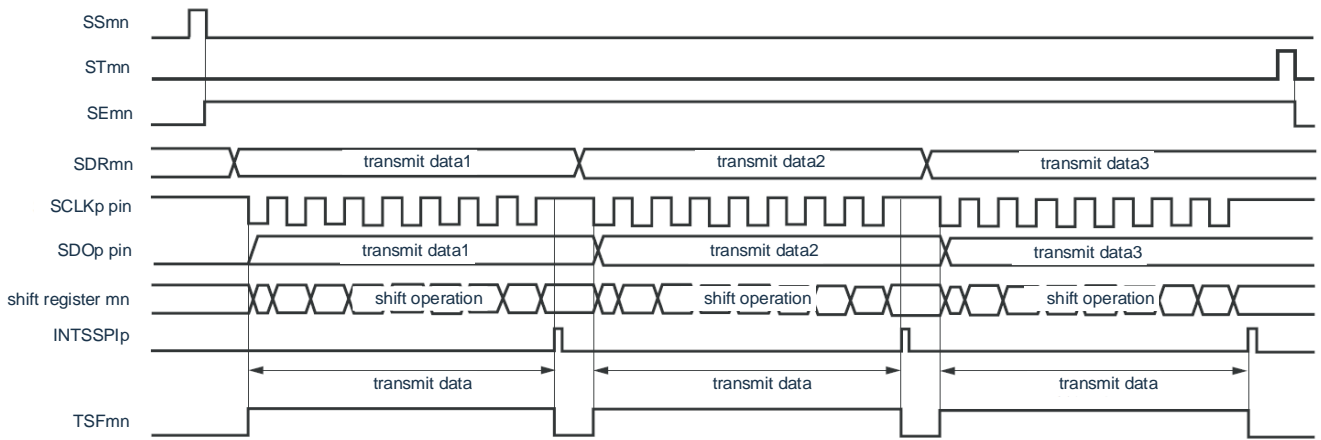 SSmn
STmn
SEmn
SDRmn transmit data1 transmit data2 transmit data3
SCLKp pin
SDOp pin transmit data1 transmit data2 transmit data3
shift register mn shift operation shift operation shift operation
INTSSPIp
transmit data transmit data transmit data
TSFmn